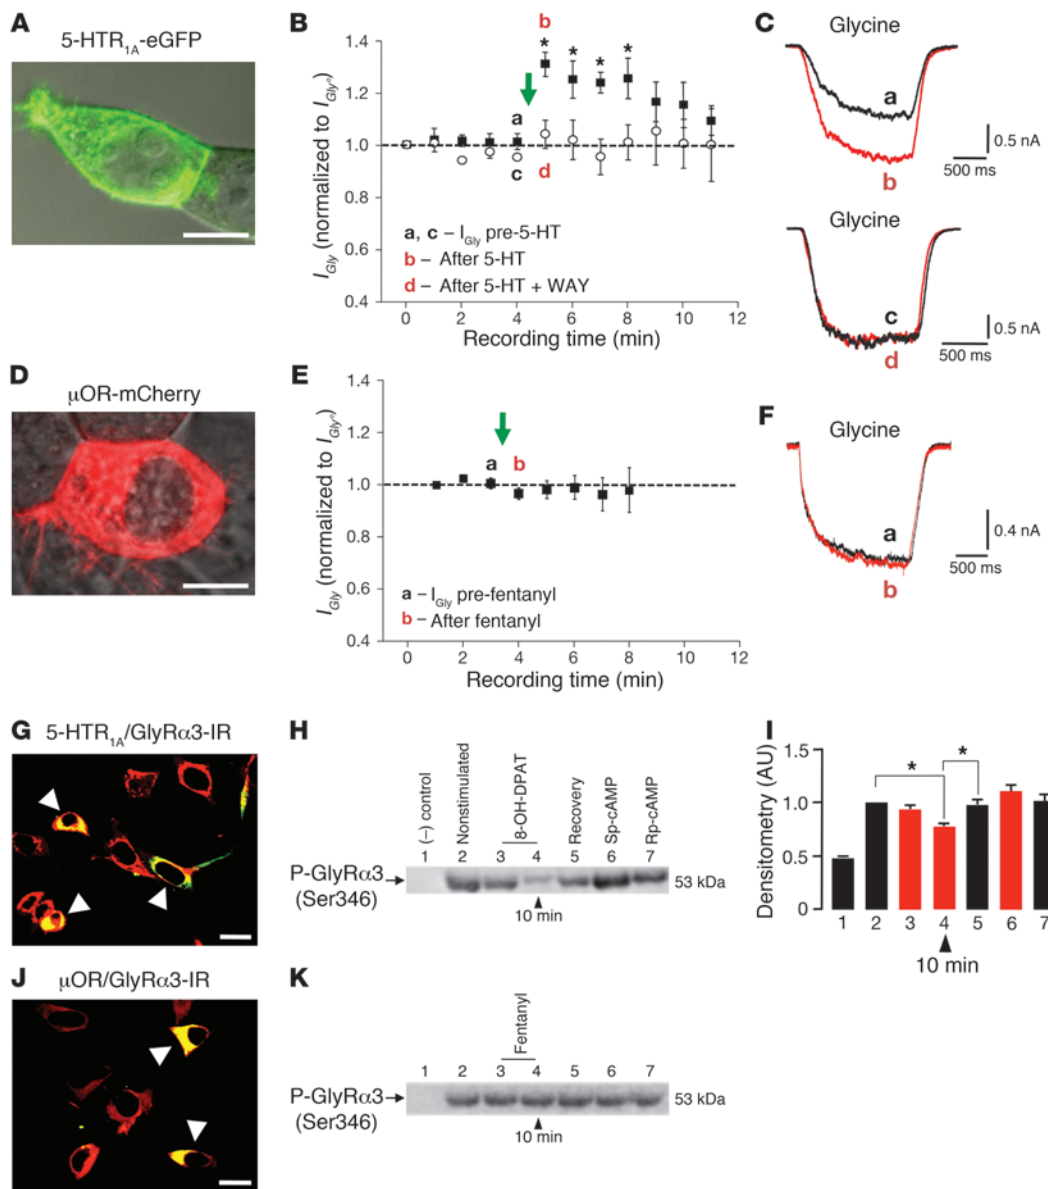 A
5-HTR1A-eGFP
B
IGly (normalized to IGly⁰)
1.4
1.2
1.0
1.0
0.6
0.4
b
* * * *
a
c
d
a, c – IGly pre-5-HT
b – After 5-HT
d – After 5-HT + WAY
0 2 4 6 8 10 12
Recording time (min)
C
Glycine
a
b
0.5 nA
500 ms
Glycine
c
d
0.5 nA
500 ms
D
μOR-mCherry
E
IGly (normalized to IGly⁰)
1.4
1.2
1.0
0.8
0.6
0.4
a
b
a – IGly pre-fentanyl
b – After fentanyl
0 2 4 6 8 10 12
Recording time (min)
F
Glycine
a
b
0.4 nA
500 ms
G
5-HTR1A/GlyRα3-IR
H
(–) control
Nonstimulated
8-OH-DPAT
Recovery
Sp-cAMP
Rp-cAMP
1 2 3 4 5 6 7
P-GlyRα3
(Ser346)
53 kDa
10 min
I
Densitometry (AU)
1.5
1.0
0.5
0
* *
1 2 3 4 5 6 7
10 min
J
μOR/GlyRα3-IR
K
Fentanyl
1 2 3 4 5 6 7
P-GlyRα3
(Ser346)
53 kDa
10 min